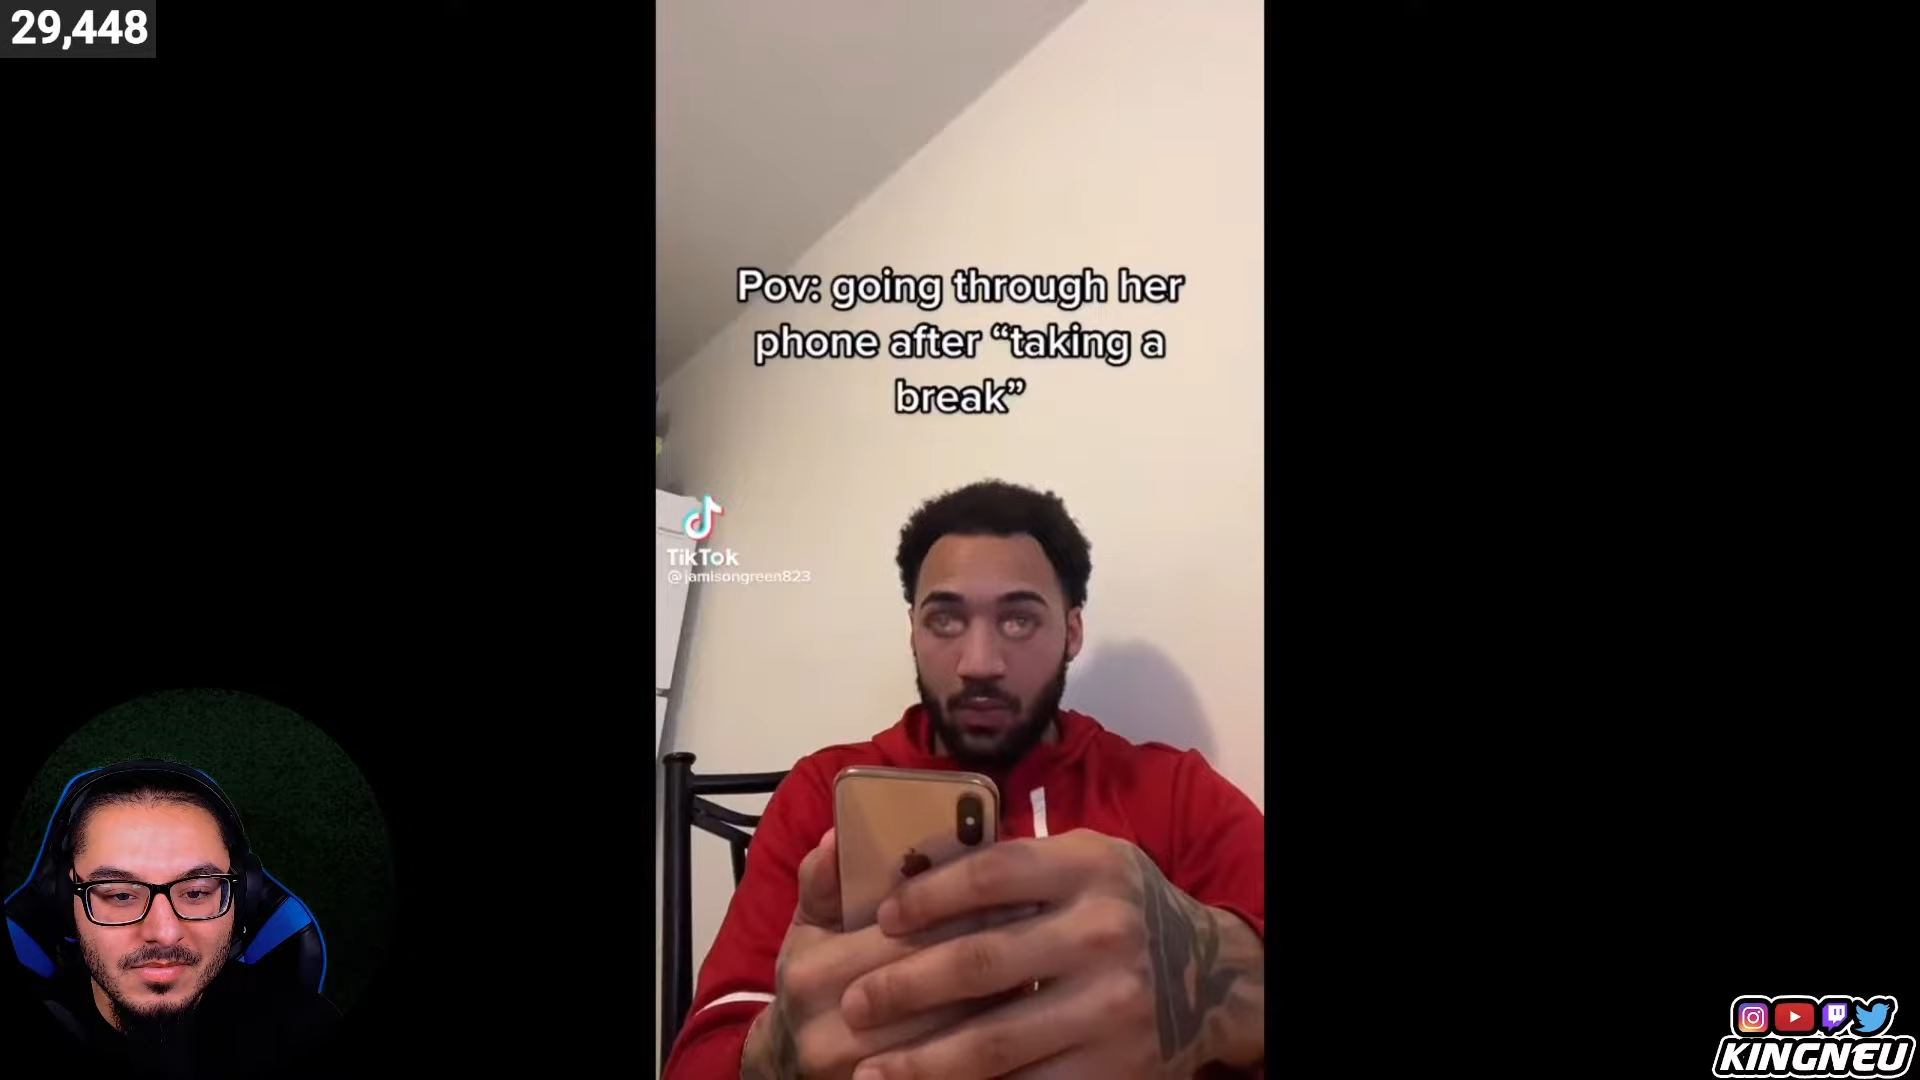 29,448
Pov: going through her
phone after “taking a
break”
TikTok
@jamisongreen823
KINGNEU